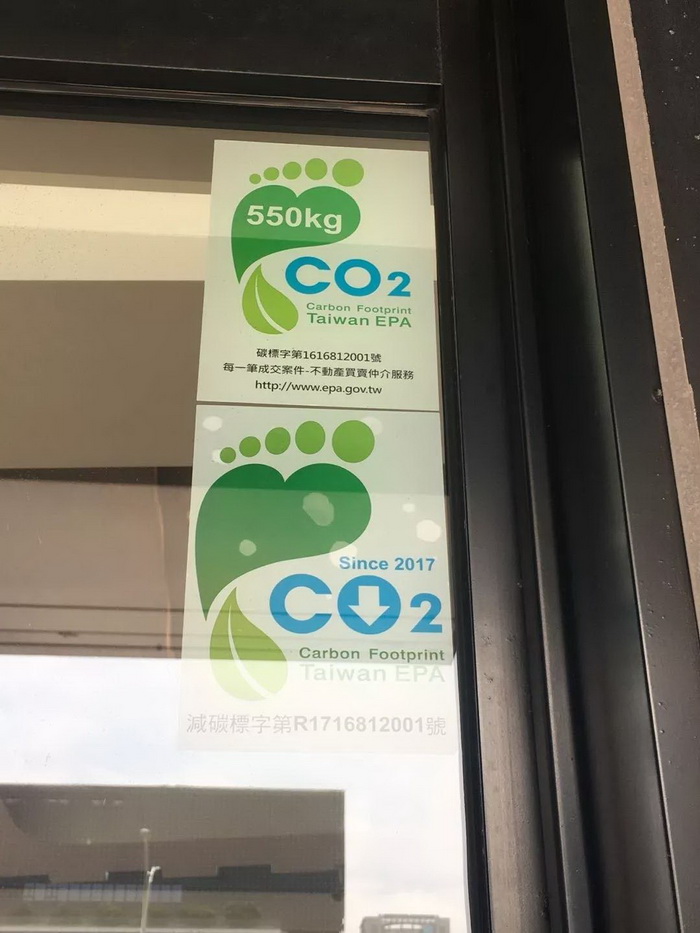 550kg
CO2
Carbon Footprint
Taiwan EPA
碳標字第1616812001號
每一筆成交案件-不動產買賣仲介服務
http://www.epa.gov.tw
Since 2017
CO2
Carbon Footprint
Taiwan EPA
減碳標字第R1716812001號